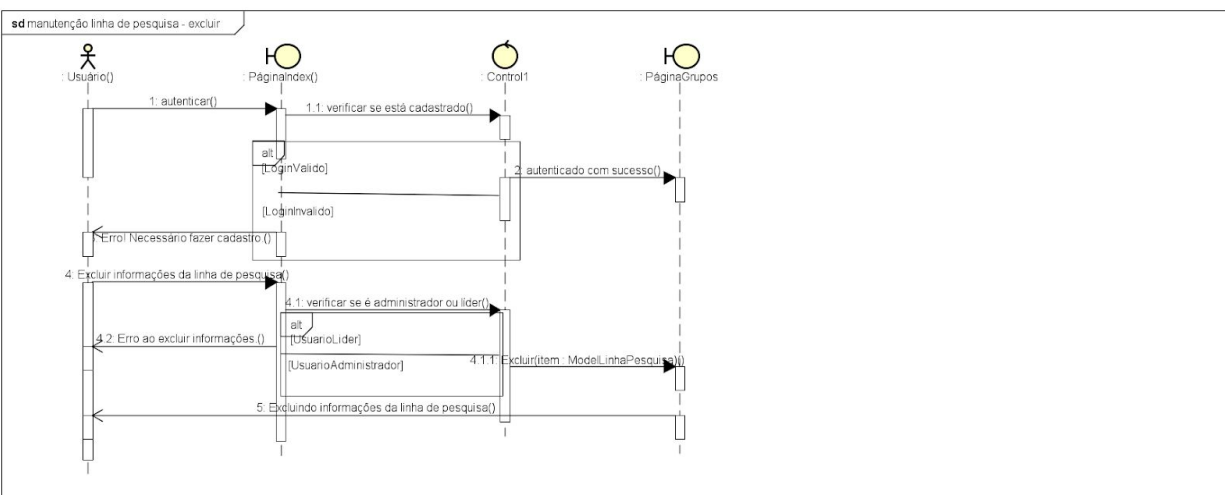 sd manutenção linha de pesquisa - excluir
: Usuário()
: PáginaIndex()
: Control1
: PáginaGrupos
1: autenticar()
1.1: verificar se está cadastrado()
alt
[LoginValido]
2: autenticado com sucesso()
[LoginInvalido]
: Erro! Necessário fazer cadastro.()
4: Excluir informações da linha de pesquisa()
4.1: verificar se é administrador ou líder()
alt
4.2: Erro ao excluir informações.()
[UsuarioLider]
[UsuarioAdministrador]
4.1.1: Excluir(item : ModelLinhaPesquisa)()
5: Excluindo informações da linha de pesquisa()